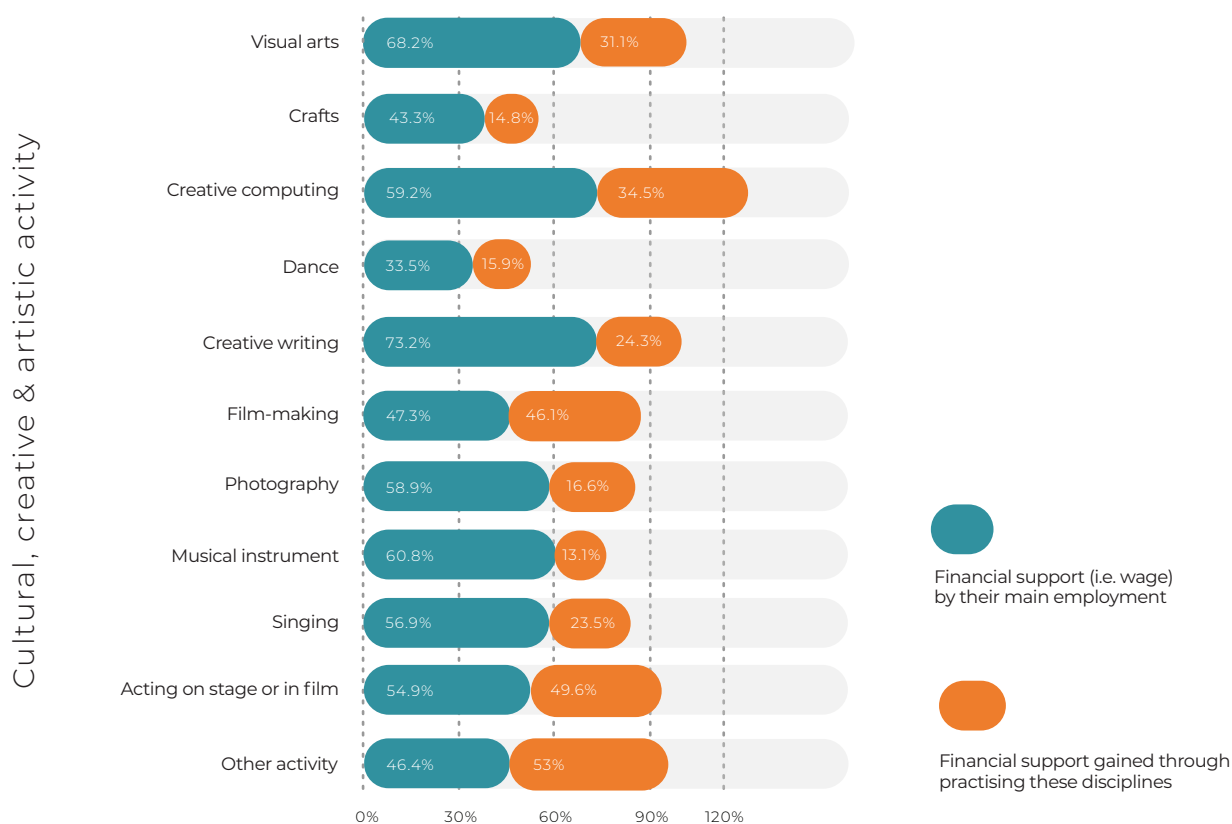 Cultural, creative & artistic activity
Visual arts 68.2% 31.1%
Crafts 43.3% 14.8%
Creative computing 59.2% 34.5%
Dance 33.5% 15.9%
Creative writing 73.2% 24.3%
Film-making 47.3% 46.1%
Photography 58.9% 16.6%
Musical instrument 60.8% 13.1%
Singing 56.9% 23.5%
Acting on stage or in film 54.9% 49.6%
Other activity 46.4% 53%
0% 30% 60% 90% 120%
Financial support (i.e. wage)
by their main employment
Financial support gained through
practising these disciplines